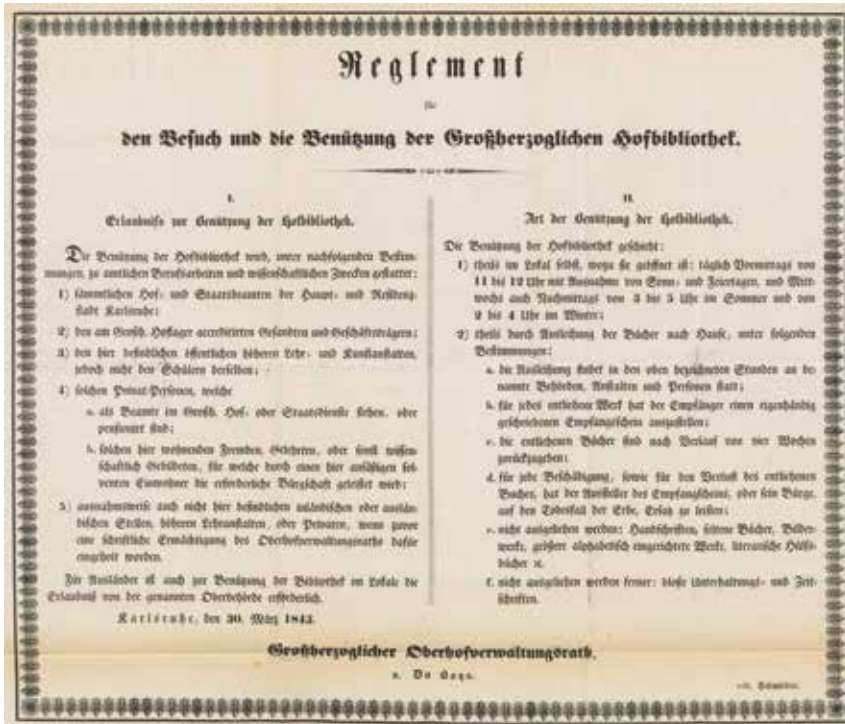 Reglement
für
den Besuch und die Benützung der Großherzoglichen Hofbibliothek.
I.
Erlaubniß zur Benützung der Hofbibliothek.
Die Benützung der Hofbibliothek wird, unter nachfolgenden Bestim-
mungen, zu amtlichen Berufsarbeiten und wissenschaftlichen Zwecken gestattet:
1) sämmtlichen Hof- und Staatsbeamten der Haupt- und Residenz-
stadt Karlsruhe;
2) den am Großh. Hoflager accreditirten Gesandten und Geschäftsträgern;
3) den hier befindlichen öffentlichen höheren Lehr- und Kunstanstalten,
jedoch nicht den Schülern derselben;
4) solchen Privat-Personen, welche
a. als Beamte im Großh. Hof- oder Staatsdienste stehen, oder
pensionirt sind;
b. solchen hier wohnenden Fremden, Gelehrten, oder sonst wissen-
schaftlich Gebildeten, für welche durch einen hier ansäßigen sol-
venten Einwohner die erforderliche Bürgschaft geleistet wird;
5) ausnahmsweise auch nicht hier befindlichen inländischen oder auslän-
dischen Stellen, höheren Lehranstalten, oder Privaten, wenn zuvor
eine schriftliche Ermächtigung des Oberhofverwaltungsraths dafür
eingeholt worden.
Für Ausländer ist auch zur Benützung der Bibliothek im Lokale die
Erlaubniß von der genannten Oberbehörde erforderlich.
Karlsruhe, den 30. März 1843.
II.
Art der Benützung der Hofbibliothek.
Die Benützung der Hofbibliothek geschieht:
1) theils im Lokal selbst, wozu sie geöffnet ist: täglich Vormittags von
11 bis 12 Uhr mit Ausnahme von Sonn- und Feiertagen, und Mitt-
wochs auch Nachmittags von 3 bis 5 Uhr im Sommer und von
2 bis 4 Uhr im Winter;
2) theils durch Ausleihung der Bücher nach Hause, unter folgenden
Bestimmungen:
a. die Ausleihung findet in den oben bezeichneten Stunden an be-
nannte Behörden, Anstalten und Personen statt;
b. für jedes entliehene Werk hat der Empfänger einen eigenhändig
geschriebenen Empfangschein auszustellen;
c. die entliehenen Bücher sind nach Verlauf von vier Wochen
zurückzugeben;
d. für jede Beschädigung, sowie für den Verlust des entliehenen
Buches, hat der Aussteller des Empfangscheins, oder sein Bürge,
auf den Todesfall der Erbe, Ersatz zu leisten;
e. nicht ausgeliehen werden: Handschriften, seltene Bücher, Bilder-
werke, größere alphabetisch eingerichtete Werke, literarische Hülfs-
bücher ꝛc.
f. nicht ausgeliehen werden ferner: bloße Unterhaltungs- und Zeit-
schriften.
Großherzoglicher Oberhofverwaltungsrath.
v. Du Bays.
vdt.